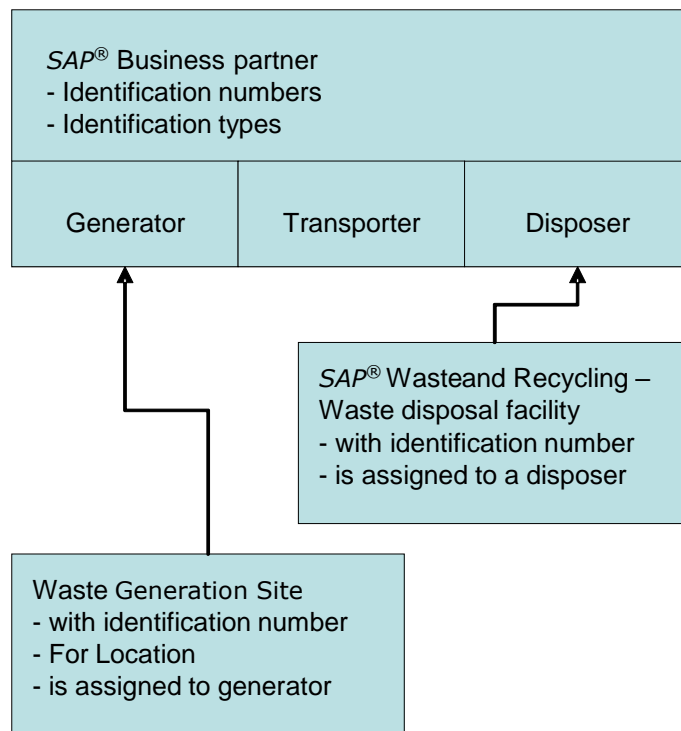 SAP® Business partner
- Identification numbers
- Identification types
Generator
Transporter
Disposer
SAP® Wasteand Recycling –
Waste disposal facility
- with identification number
- is assigned to a disposer
Waste Generation Site
- with identification number
- For Location
- is assigned to generator